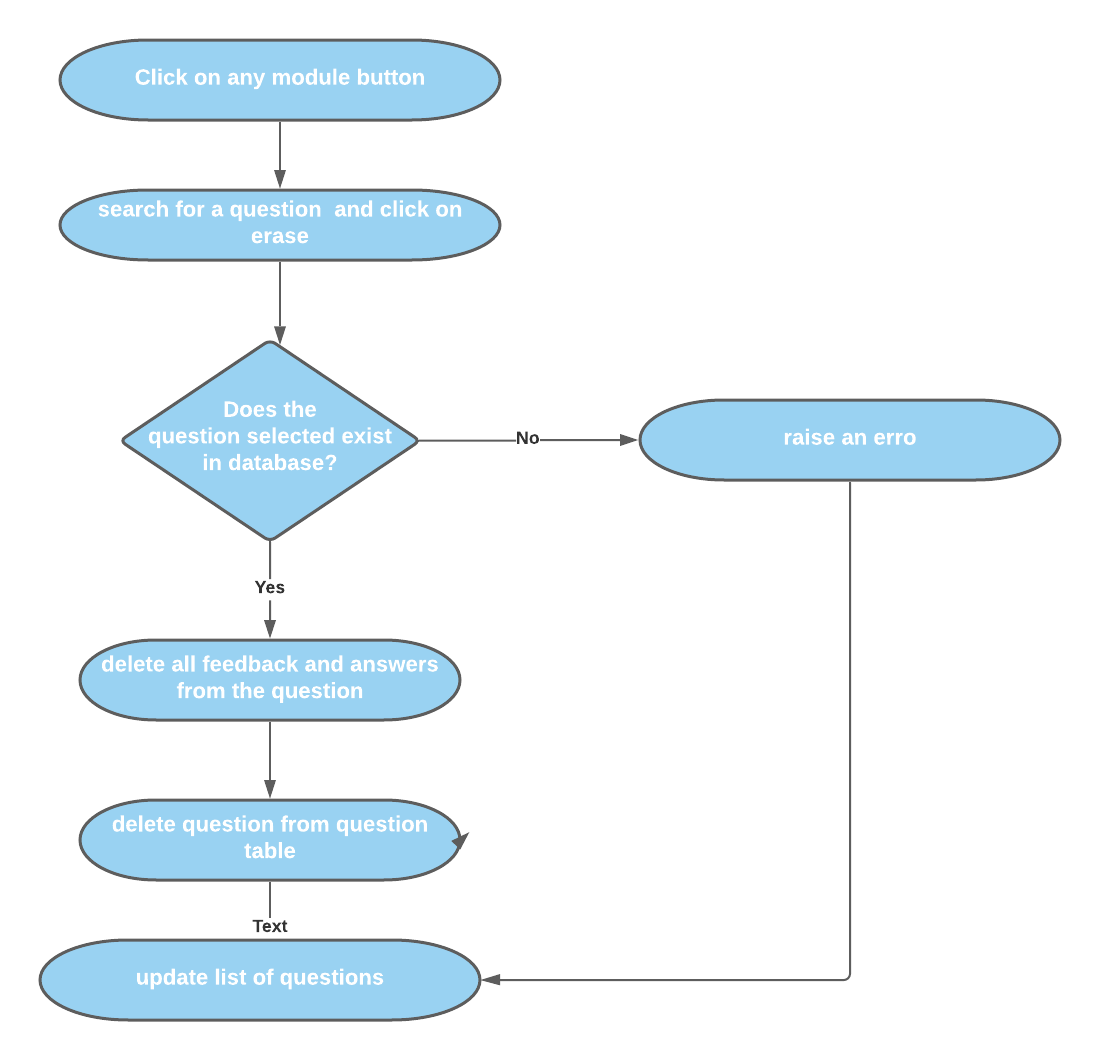 Click on any module button
search for a question  and click on
erase
Does the
question selected exist
in database?
No
raise an erro
Yes
delete all feedback and answers
from the question
delete question from question
table
Text
update list of questions